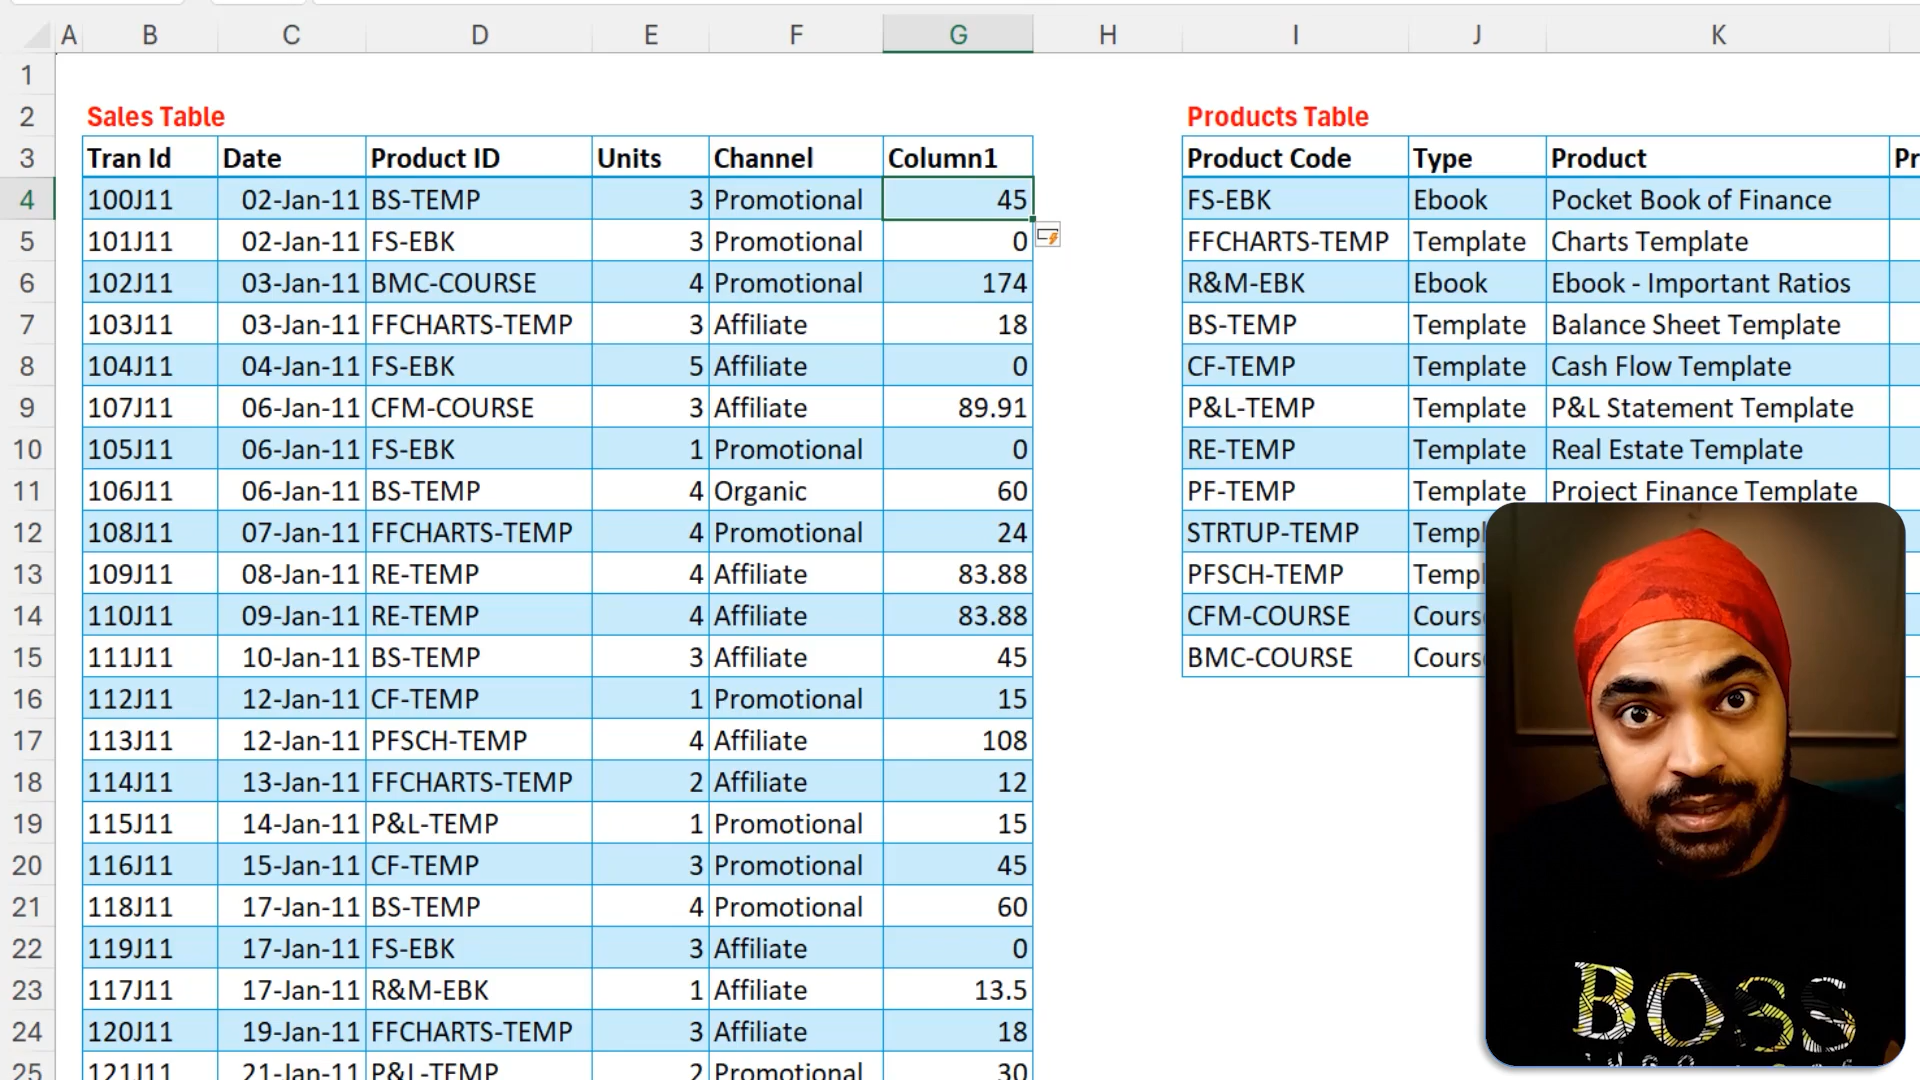 A B C D E F G H I J K
1
2 Sales Table Products Table
3 Tran Id Date Product ID Units Channel Column1 Product Code Type Product Pr
4 100J11 02-Jan-11 BS-TEMP 3 Promotional 45 FS-EBK Ebook Pocket Book of Finance
5 101J11 02-Jan-11 FS-EBK 3 Promotional 0 FFCHARTS-TEMP Template Charts Template
6 102J11 03-Jan-11 BMC-COURSE 4 Promotional 174 R&M-EBK Ebook Ebook - Important Ratios
7 103J11 03-Jan-11 FFCHARTS-TEMP 3 Affiliate 18 BS-TEMP Template Balance Sheet Template
8 104J11 04-Jan-11 FS-EBK 5 Affiliate 0 CF-TEMP Template Cash Flow Template
9 107J11 06-Jan-11 CFM-COURSE 3 Affiliate 89.91 P&L-TEMP Template P&L Statement Template
10 105J11 06-Jan-11 FS-EBK 1 Promotional 0 RE-TEMP Template Real Estate Template
11 106J11 06-Jan-11 BS-TEMP 4 Organic 60 PF-TEMP Template Project Finance Template
12 108J11 07-Jan-11 FFCHARTS-TEMP 4 Promotional 24 STRTUP-TEMP Templ
13 109J11 08-Jan-11 RE-TEMP 4 Affiliate 83.88 PFSCH-TEMP Templ
14 110J11 09-Jan-11 RE-TEMP 4 Affiliate 83.88 CFM-COURSE Cours
15 111J11 10-Jan-11 BS-TEMP 3 Affiliate 45 BMC-COURSE Cours
16 112J11 12-Jan-11 CF-TEMP 1 Promotional 15
17 113J11 12-Jan-11 PFSCH-TEMP 4 Affiliate 108
18 114J11 13-Jan-11 FFCHARTS-TEMP 2 Affiliate 12
19 115J11 14-Jan-11 P&L-TEMP 1 Promotional 15
20 116J11 15-Jan-11 CF-TEMP 3 Promotional 45
21 118J11 17-Jan-11 BS-TEMP 4 Promotional 60
22 119J11 17-Jan-11 FS-EBK 3 Affiliate 0
23 117J11 17-Jan-11 R&M-EBK 1 Affiliate 13.5
24 120J11 19-Jan-11 FFCHARTS-TEMP 3 Affiliate 18
25 121J11 21-Jan-11 P&L-TEMP 2 Promotional 30
BOSS